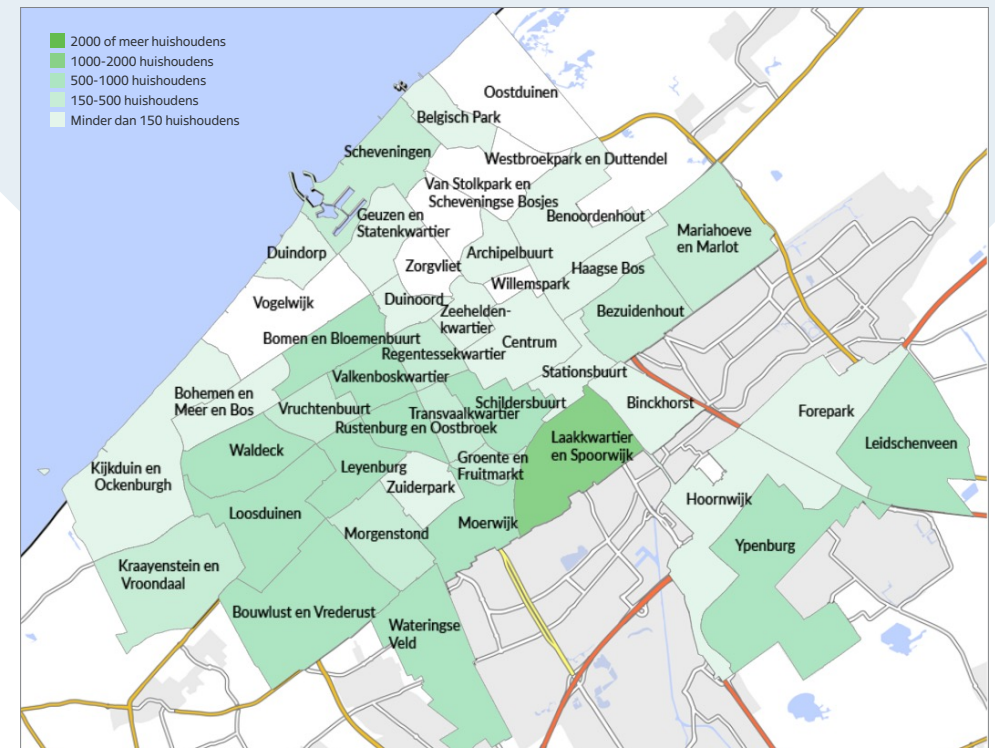 2000 of meer huishoudens
1000-2000 huishoudens
500-1000 huishoudens
150-500 huishoudens
Minder dan 150 huishoudens
Oostduinen
Belgisch Park
Scheveningen
Westbroekpark en Duttendel
Van Stolkpark en
Scheveningse Bosjes
Geuzen en
Statenkwartier
Benoordenhout
Mariahoeve
en Marlot
Duindorp
Archipelbuurt
Zorgvliet
Haagse Bos
Willemspark
Vogelwijk
Duinoord
Zeehelden-
kwartier
Bezuidenhout
Bomen en Bloemenbuurt
Centrum
Regentessekwartier
Stationsbuurt
Valkenboskwartier
Bohemen en
Meer en Bos
Vruchtenbuurt
Schildersbuurt
Transvaalkwartier
Binckhorst
Forepark
Rustenburg en Oostbroek
Laakkwartier
en Spoorwijk
Leidschenveen
Waldeck
Kijkduin en
Ockenburgh
Leyenburg
Groente en
Fruitmarkt
Zuiderpark
Hoornwijk
Loosduinen
Moerwijk
Morgenstond
Ypenburg
Kraayenstein en
Vroondaal
Bouwlust en Vrederust
Wateringse
Veld